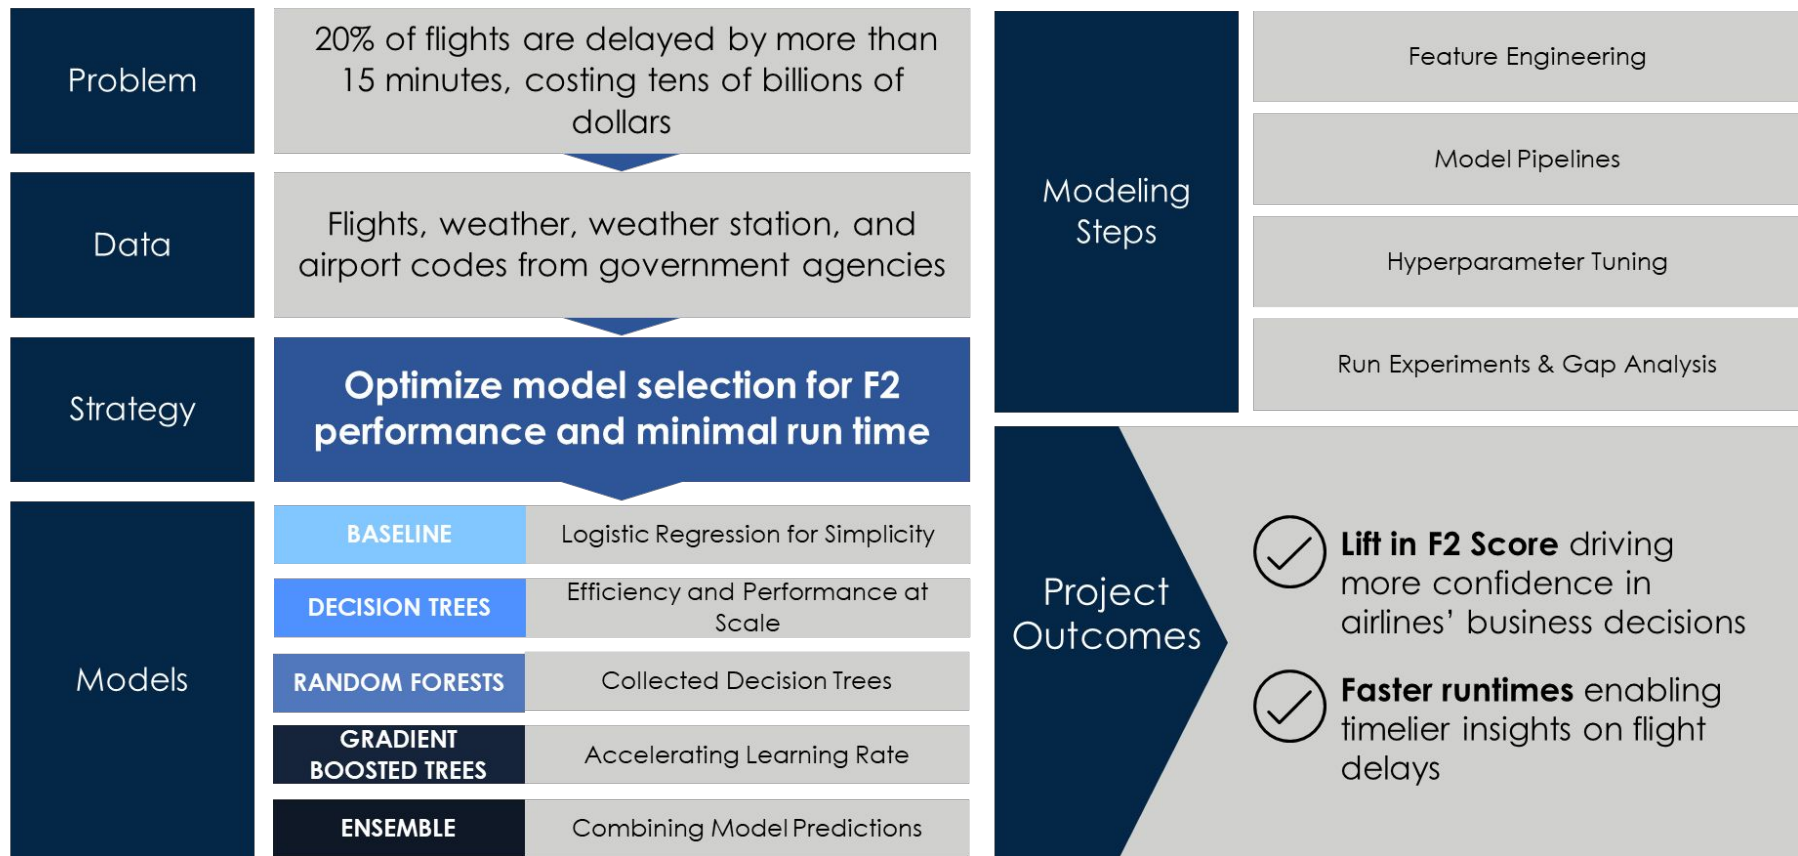 Problem
20% of flights are delayed by more than
15 minutes, costing tens of billions of
dollars
Data
Flights, weather, weather station, and
airport codes from government agencies
Strategy
Optimize model selection for F2
performance and minimal run time
Models
BASELINE
Logistic Regression for Simplicity
DECISION TREES
Efficiency and Performance at
Scale
RANDOM FORESTS
Collected Decision Trees
GRADIENT
BOOSTED TREES
Accelerating Learning Rate
ENSEMBLE
Combining Model Predictions
Modeling
Steps
Feature Engineering
Model Pipelines
Hyperparameter Tuning
Run Experiments & Gap Analysis
Project
Outcomes
Lift in F2 Score driving
more confidence in
airlines’ business decisions
Faster runtimes enabling
timelier insights on flight
delays